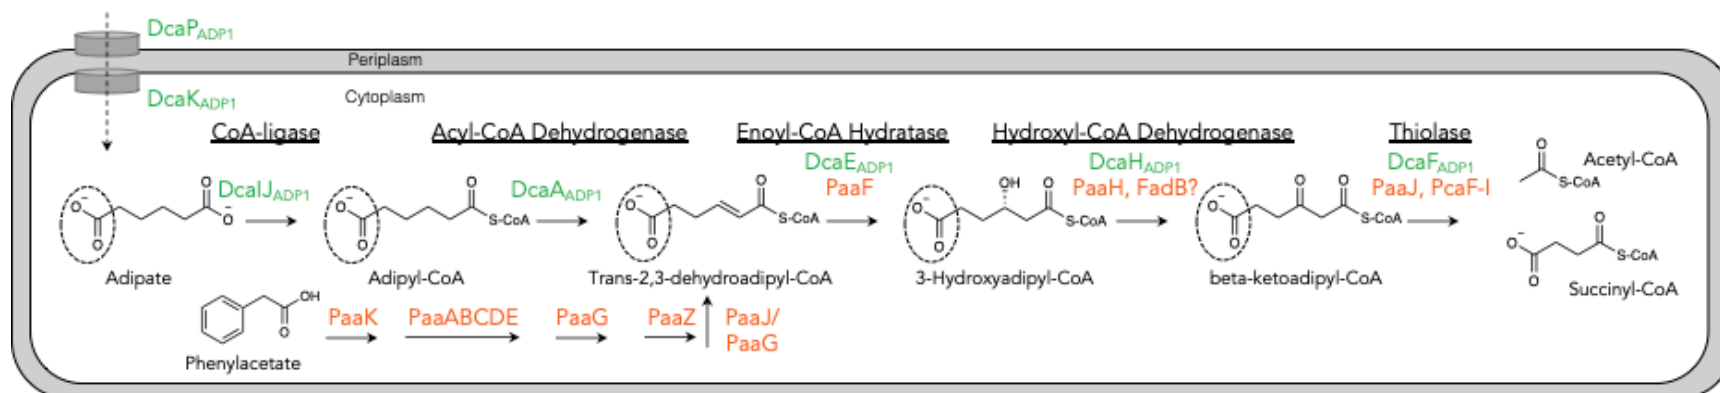 DcaPADP1
Periplasm
DcaKADP1
Cytoplasm
CoA-ligase
Acyl-CoA Dehydrogenase
Enoyl-CoA Hydratase
Hydroxyl-CoA Dehydrogenase
Thiolase
DcaEADP1
DcaHADP1
DcaFADP1
Acetyl-CoA
DcaIJADP1
DcaAADP1
PaaF
PaaH, FadB?
PaaJ, PcaF-I
O
S-CoA
O-
O
O
O-
O-
O
O
S-CoA
O-
O
O
S-CoA
O-
O
OH
O
S-CoA
O-
O
O
O
S-CoA
O-
O
O
S-CoA
Adipate
Adipyl-CoA
Trans-2,3-dehydroadipyl-CoA
3-Hydroxyadipyl-CoA
beta-ketoadipyl-CoA
Succinyl-CoA
OH
O
PaaK
PaaABCDE
PaaG
PaaZ
PaaJ/
PaaG
Phenylacetate